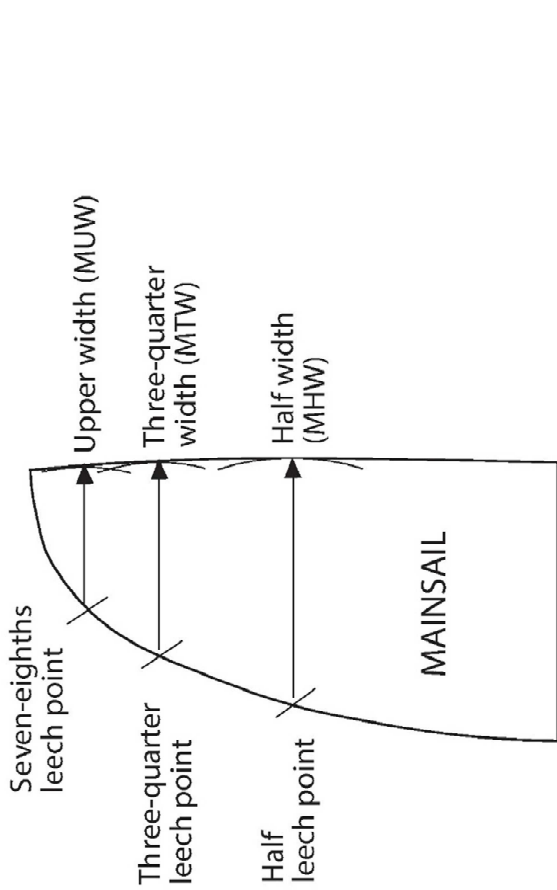 Seven-eighths
leech point
Upper width (MUW)
Three-quarter
width (MTW)
Three-quarter
leech point
Half width
(MHW)
Half
leech point
MAINSAIL